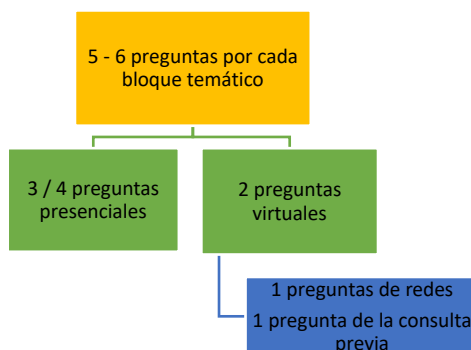 5 - 6 preguntas por cada
bloque temático
3 / 4 preguntas
presenciales
2 preguntas
virtuales
1 preguntas de redes
1 pregunta de la consulta
previa